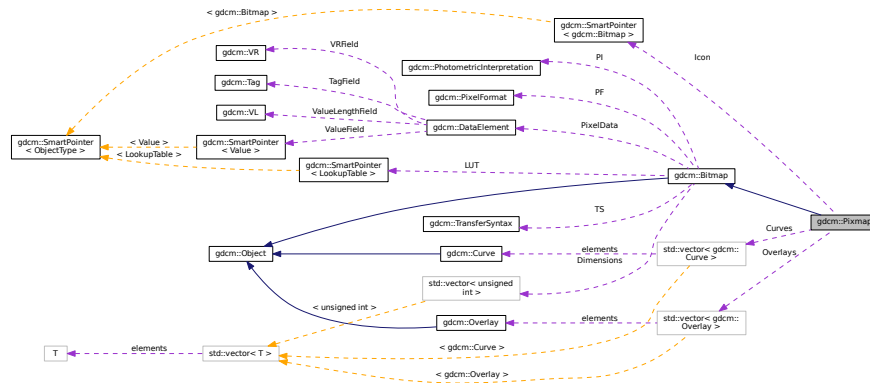 < gdcm::Bitmap >
gdcm::SmartPointer
< gdcm::Bitmap >
Icon
gdcm::VR
VRField
PI
gdcm::PhotometricInterpretation
gdcm::Tag
TagField
gdcm::PixelFormat
PF
gdcm::VL
ValueLengthField
gdcm::DataElement
PixelData
ValueField
gdcm::SmartPointer
< ObjectType >
< Value >
gdcm::SmartPointer
< Value >
< LookupTable >
gdcm::SmartPointer
< LookupTable >
LUT
gdcm::Bitmap
TS
gdcm::TransferSyntax
gdcm::Pixmap
Curves
gdcm::Object
gdcm::Curve
elements
Dimensions
std::vector< gdcm::
Curve >
Overlays
std::vector< unsigned
int >
< unsigned int >
gdcm::Overlay
elements
std::vector< gdcm::
Overlay >
T
elements
std::vector< T >
< gdcm::Curve >
< gdcm::Overlay >